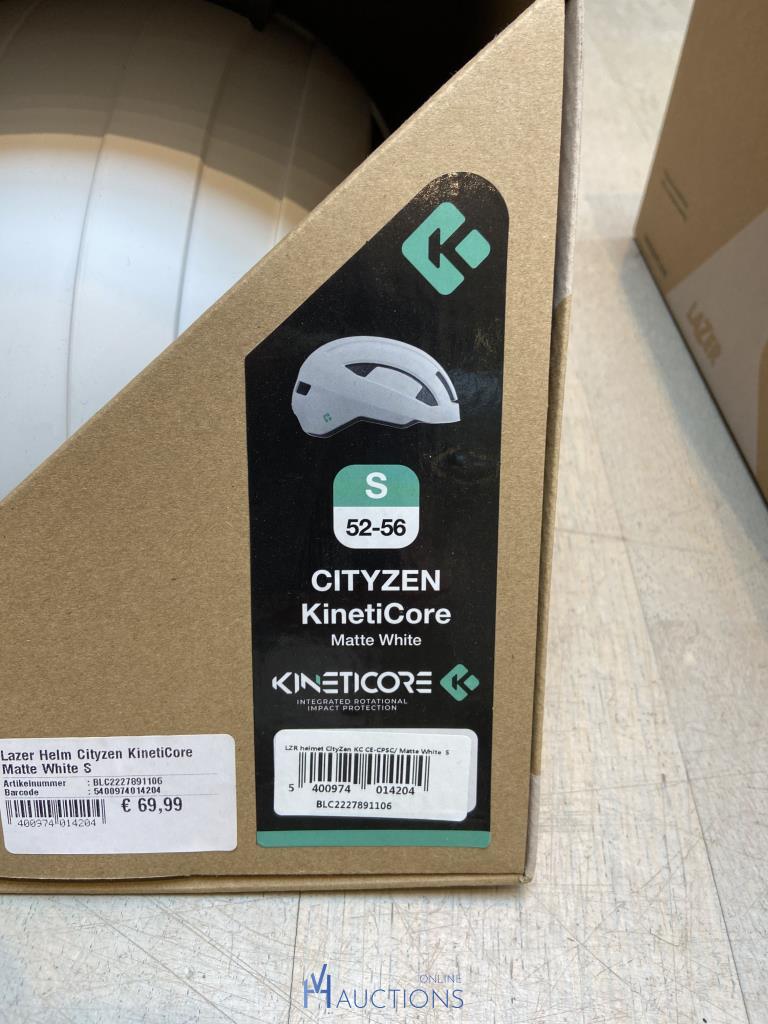 LAZER
K
S
52-56
CITYZEN
KinetiCore
Matte White
KINETICORE
INTEGRATED ROTATIONAL
IMPACT PROTECTION
LZR helmet CityZen KC CE-CPSC/ Matte White S
5 400974 014204
BLC2227891106
Lazer Helm Cityzen KinetiCore
Matte White S
Artikelnummer : BLC2227891106
Barcode : 5400974014204
€ 69,99
400974 014204
ONLINE
HV AUCTIONS